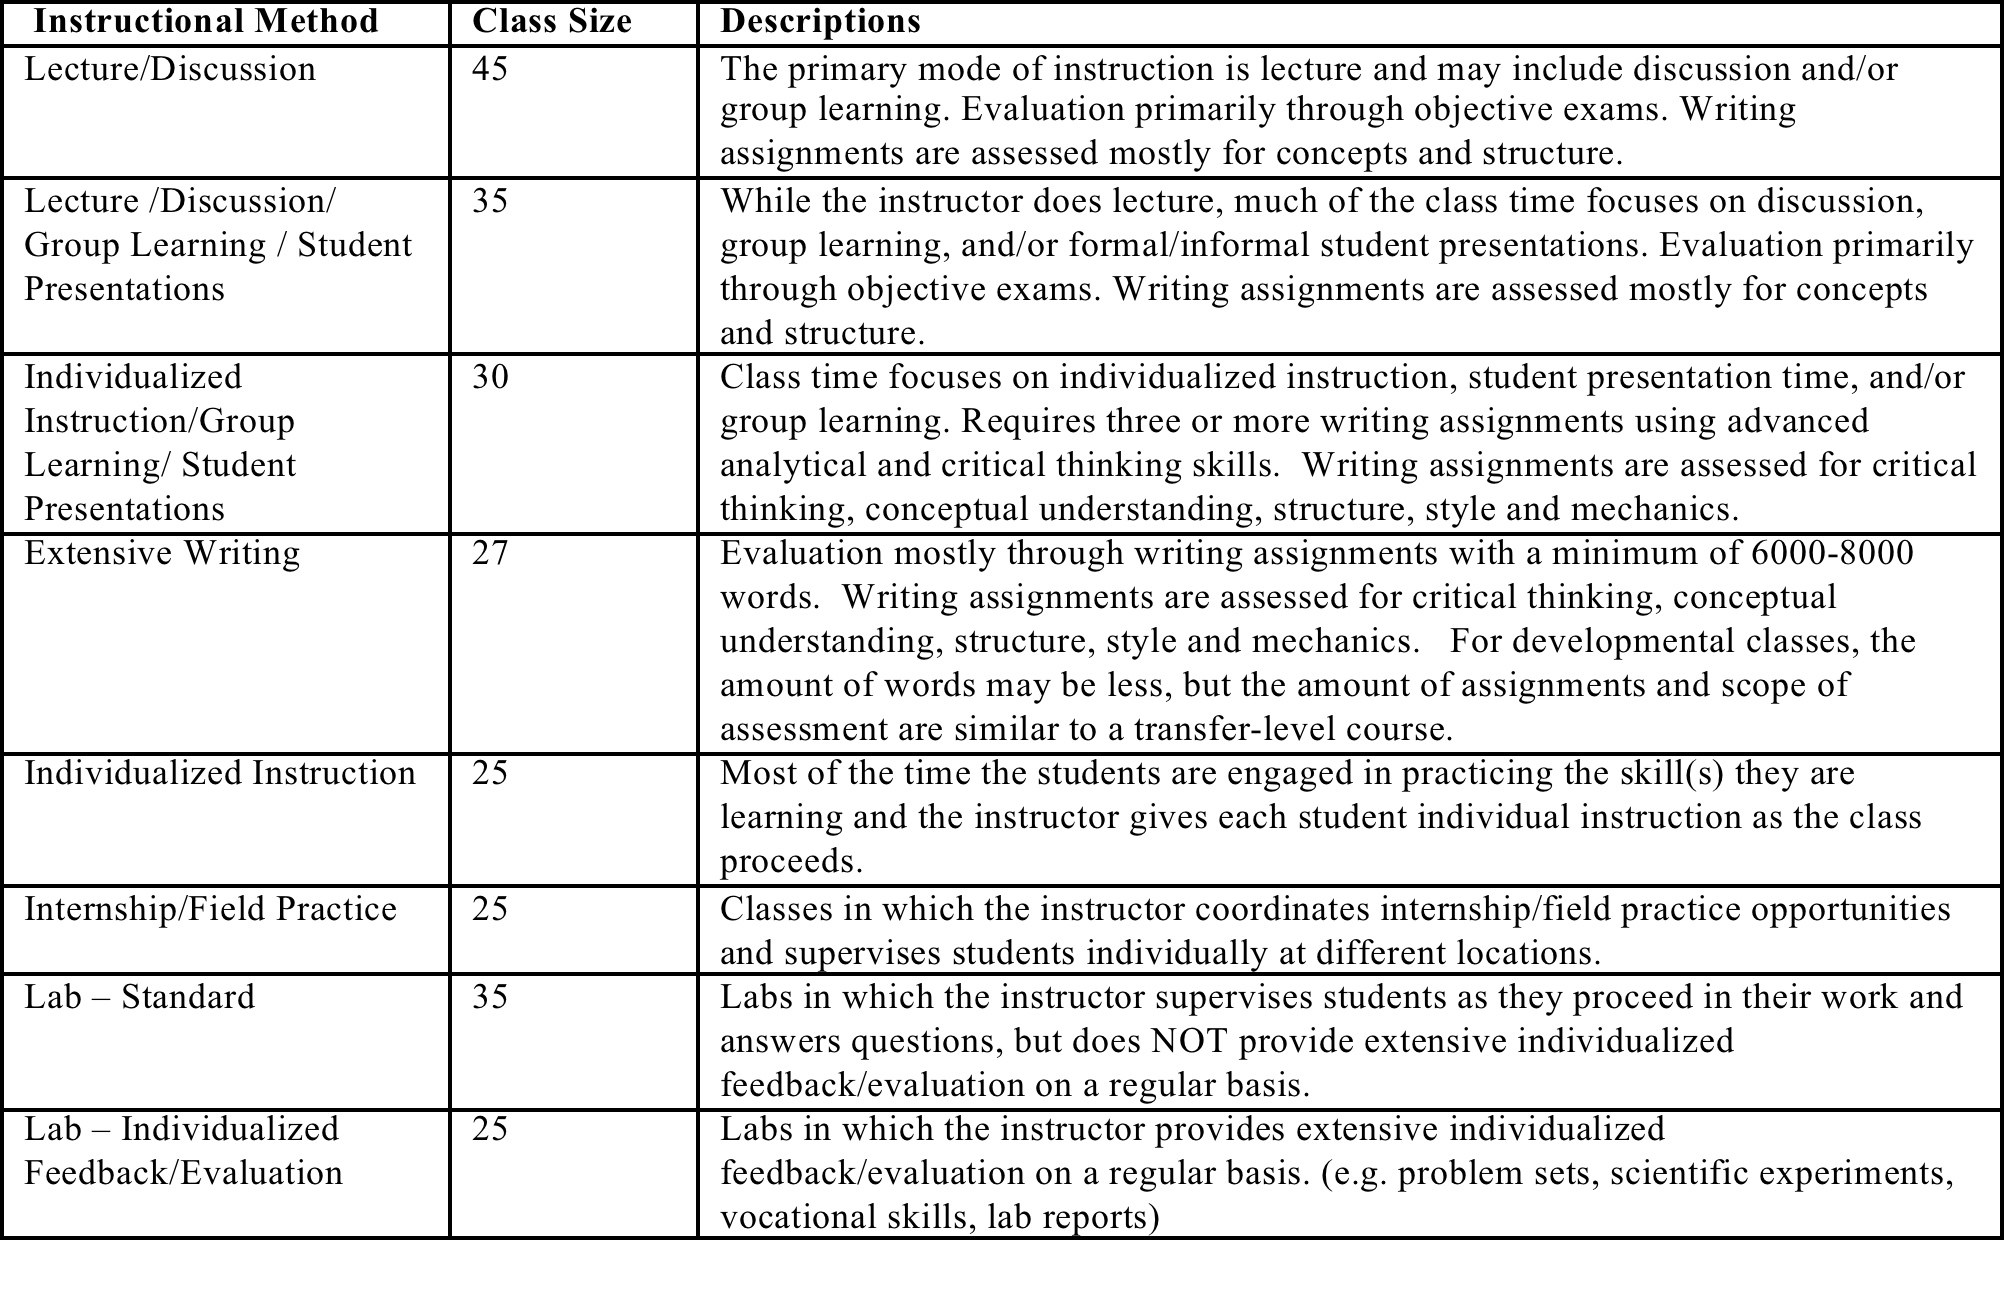 Instructional Method Class Size Descriptions
Lecture/Discussion 45 The primary mode of instruction is lecture and may include discussion and/or
group learning. Evaluation primarily through objective exams. Writing
assignments are assessed mostly for concepts and structure.
Lecture /Discussion/ 35 While the instructor does lecture, much of the class time focuses on discussion,
Group Learning / Student group learning, and/or formal/informal student presentations. Evaluation primarily
Presentations through objective exams. Writing assignments are assessed mostly for concepts
and structure.
Individualized 30 Class time focuses on individualized instruction, student presentation time, and/or
Instruction/Group group learning. Requires three or more writing assignments using advanced
Learning/ Student analytical and critical thinking skills.  Writing assignments are assessed for critical
Presentations thinking, conceptual understanding, structure, style and mechanics.
Extensive Writing 27 Evaluation mostly through writing assignments with a minimum of 6000-8000
words.  Writing assignments are assessed for critical thinking, conceptual
understanding, structure, style and mechanics.   For developmental classes, the
amount of words may be less, but the amount of assignments and scope of
assessment are similar to a transfer-level course.
Individualized Instruction 25 Most of the time the students are engaged in practicing the skill(s) they are
learning and the instructor gives each student individual instruction as the class
proceeds.
Internship/Field Practice 25 Classes in which the instructor coordinates internship/field practice opportunities
and supervises students individually at different locations.
Lab – Standard 35 Labs in which the instructor supervises students as they proceed in their work and
answers questions, but does NOT provide extensive individualized
feedback/evaluation on a regular basis.
Lab – Individualized 25 Labs in which the instructor provides extensive individualized
Feedback/Evaluation feedback/evaluation on a regular basis. (e.g. problem sets, scientific experiments,
vocational skills, lab reports)